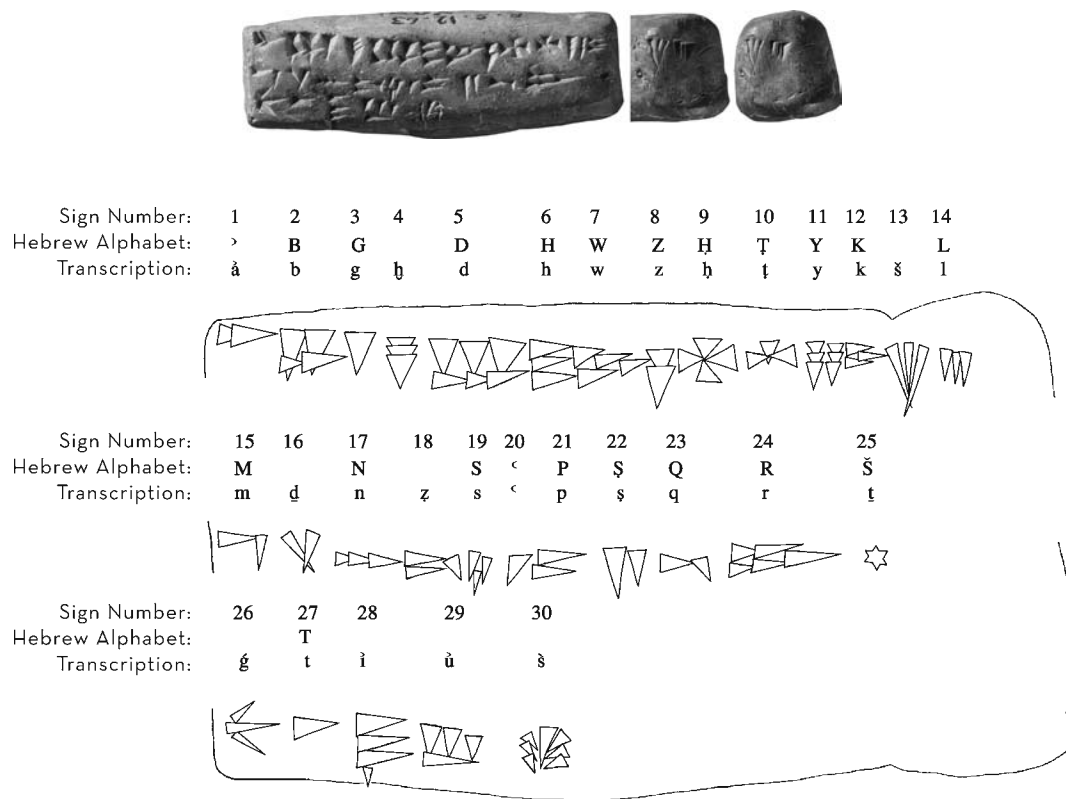 Sign Number: 1 2 3 4 5 6 7 8 9 10 11 12 13 14
Hebrew Alphabet: ʾ B G D H W Z Ḥ Ṭ Y K L
Transcription: ả b g ḫ d h w z ḥ ṭ y k š l
𐎀 𐎁 𐎂 𐎃 𐎄 𐎅 𐎆 𐎇 𐎈 𐎉 𐎊 𐎋 𐎌 𐎍
Sign Number: 15 16 17 18 19 20 21 22 23 24 25
Hebrew Alphabet: M N S ʿ P Ṣ Q R Š
Transcription: m ḏ n ẓ s ʿ p ṣ q r ṯ
𐎎 𐎏 𐎐 𐎑 𐎒 𐎓 𐎔 𐎕 𐎖 𐎗 𐎘
Sign Number: 26 27 28 29 30
Hebrew Alphabet: T
Transcription: ǵ t ỉ ủ s̀
𐎙 𐎚 𐎛 𐎜 𐎝